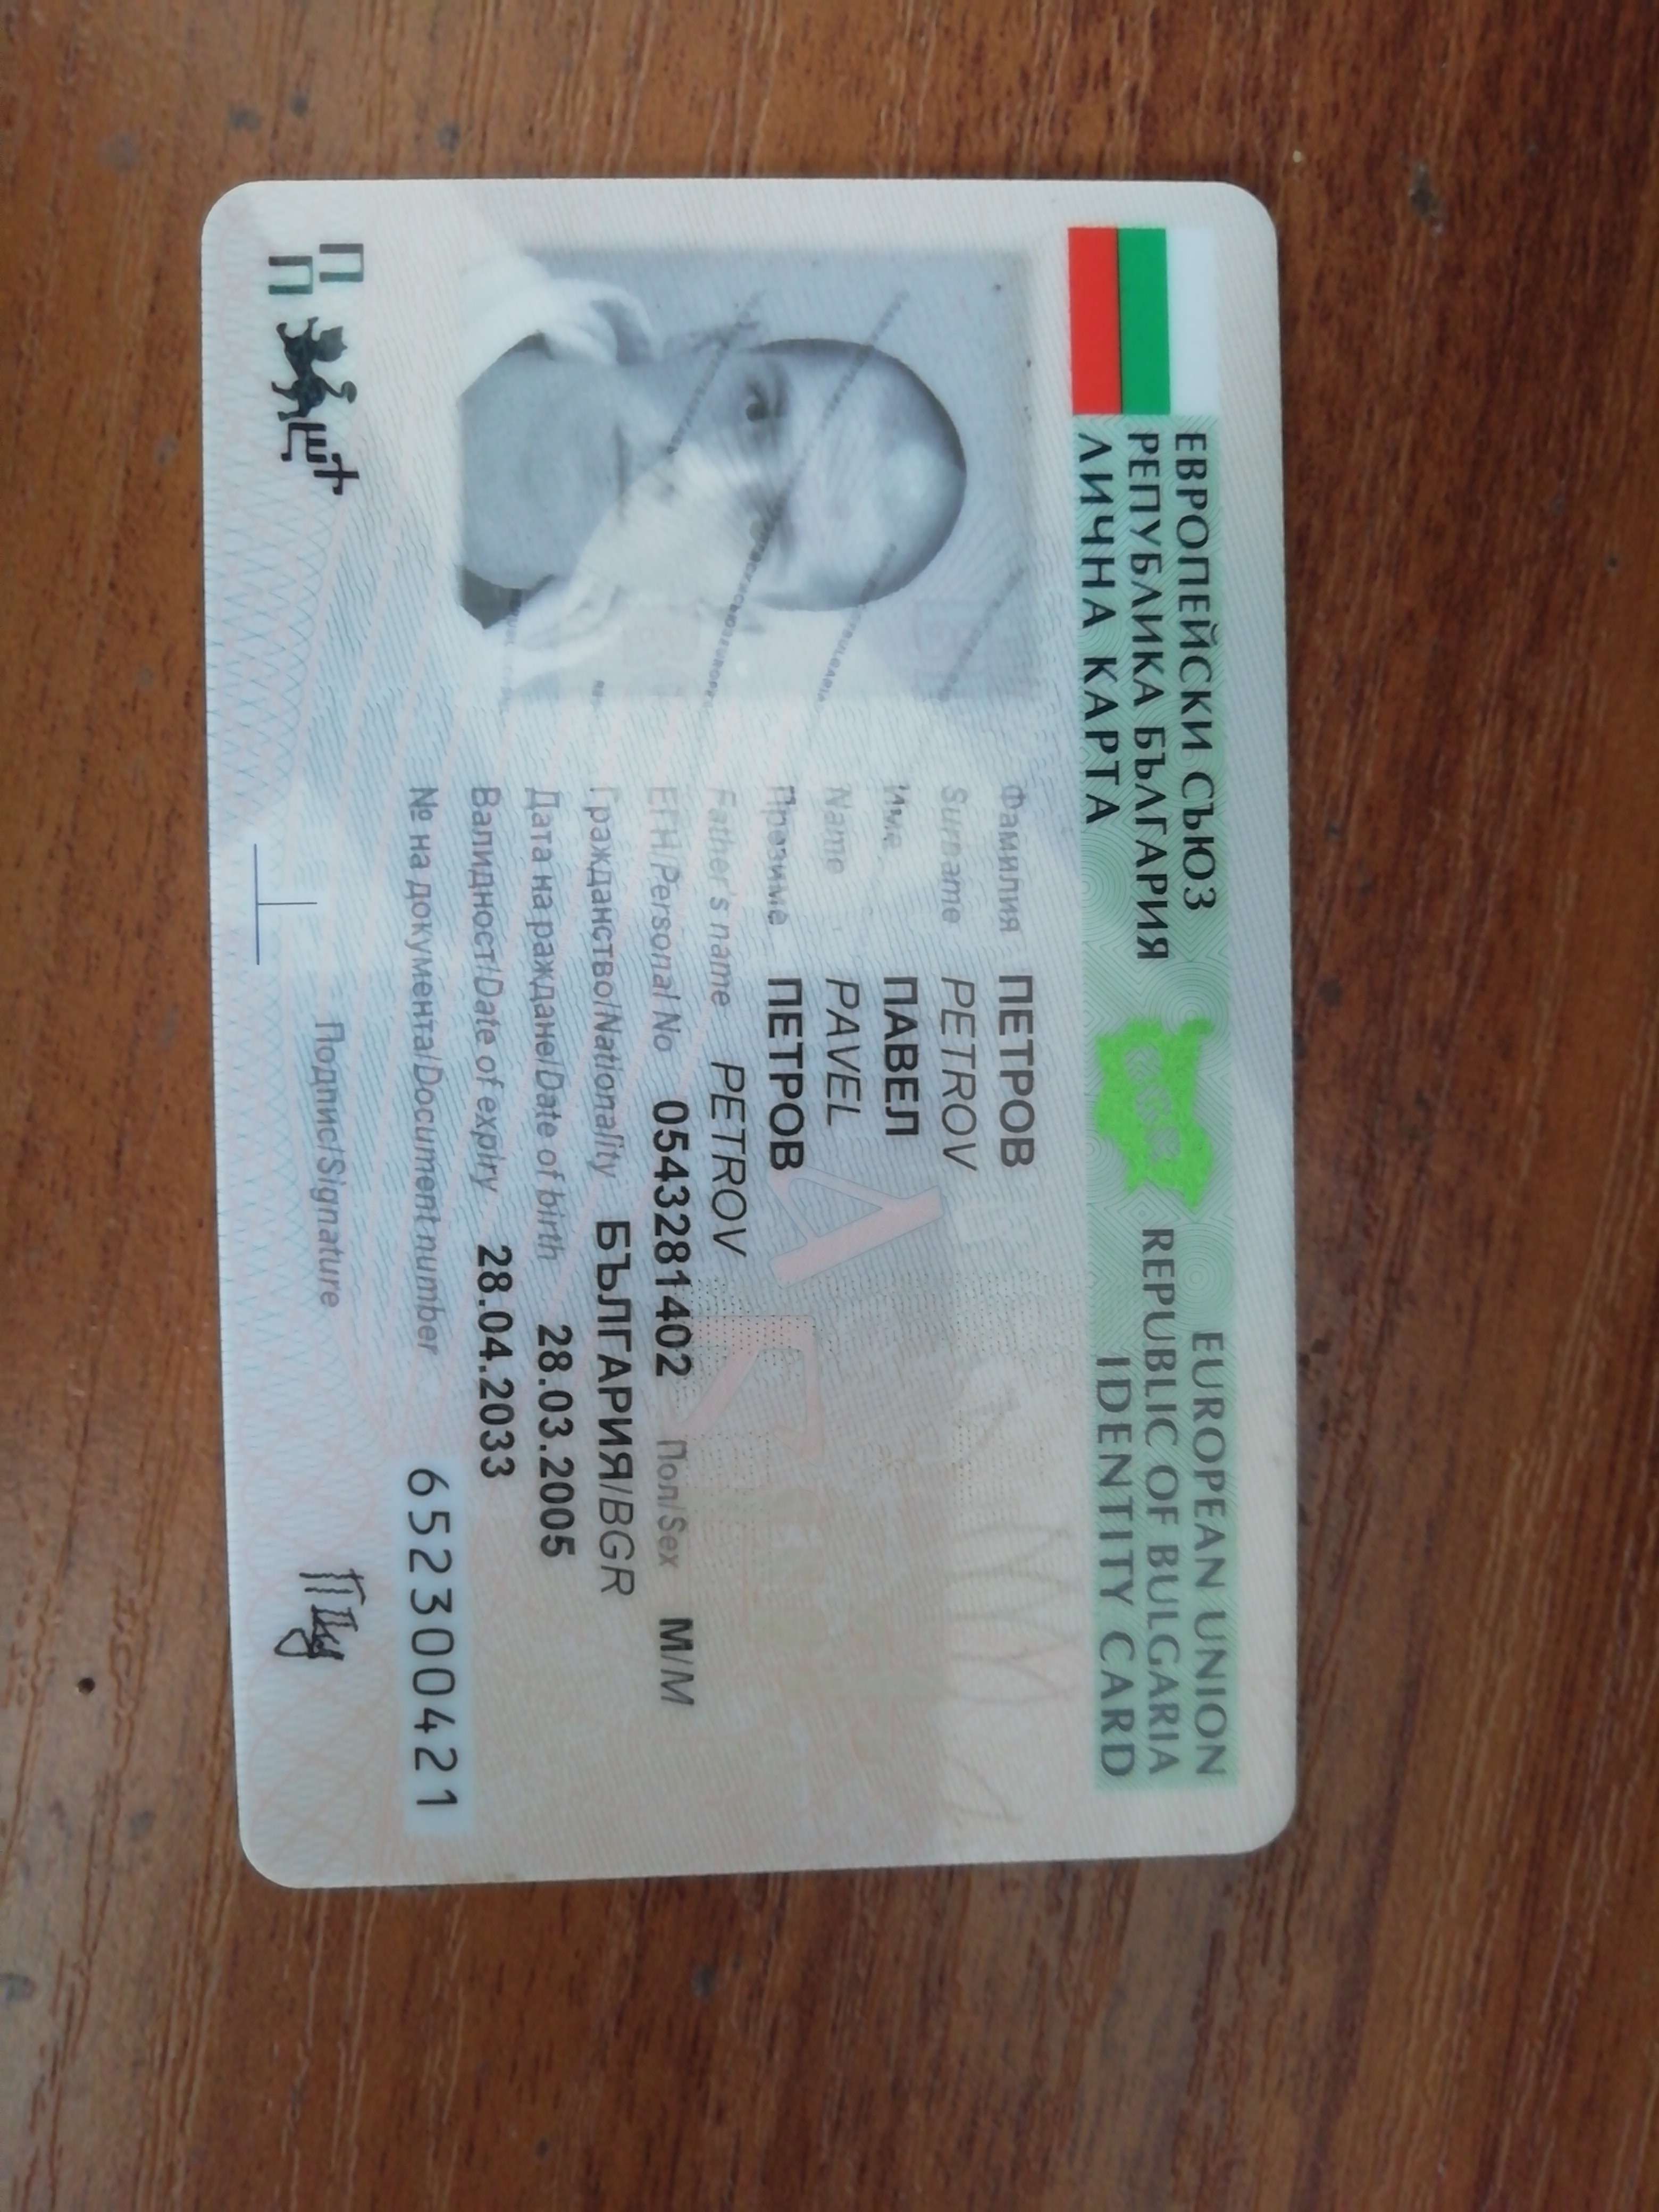 ЕВРОПЕЙСКИ СЪЮЗ EUROPEAN UNION
РЕПУБЛИКА БЪЛГАРИЯ REPUBLIC OF BULGARIA
ЛИЧНА КАРТА IDENTITY CARD
Фамилия ПЕТРОВ
Surname PETROV
Име ПАВЕЛ
Name PAVEL
Презиме ПЕТРОВ
Father's name PETROV
ЕГН/Personal No 0543281402 Пол/Sex М/M
Гражданство/Nationality БЪЛГАРИЯ/BGR
Дата на раждане/Date of birth 28.03.2005
Валидност/Date of expiry 28.04.2033
№ на документа/Document number 652300421
Подпис/Signature